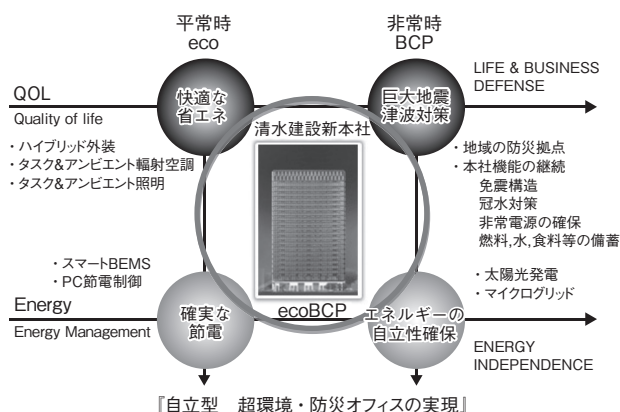 平常時
eco
非常時
BCP
QOL
Quality of life
快適な
省エネ
巨大地震
津波対策
LIFE & BUSINESS
DEFENSE
清水建設新本社
・ハイブリッド外装
・タスク&アンビエント輻射空調
・タスク&アンビエント照明
・地域の防災拠点
・本社機能の継続
免震構造
冠水対策
非常電源の確保
燃料,水,食料等の備蓄
・スマートBEMS
・PC節電制御
・太陽光発電
・マイクログリッド
Energy
Energy Management
確実な
節電
ecoBCP
エネルギーの
自立性確保
ENERGY
INDEPENDENCE
『自立型 超環境・防災オフィスの実現』